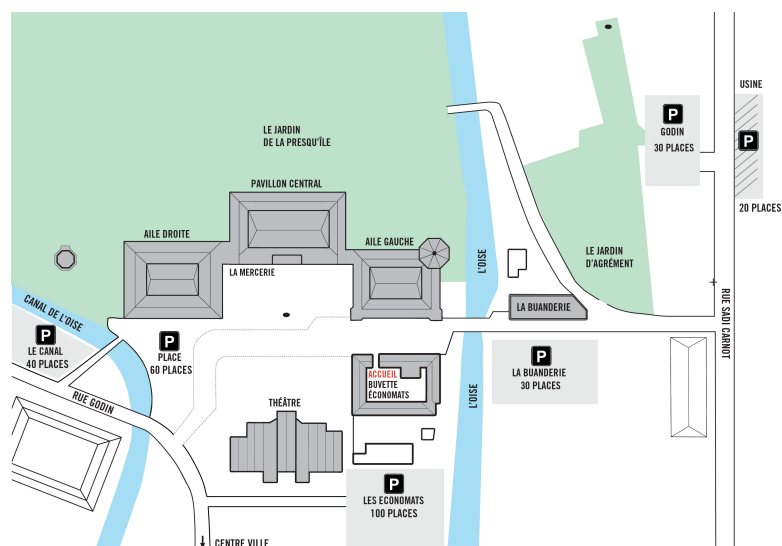 USINE
P
GODIN
30 PLACES
P
20 PLACES
LE JARDIN
DE LA PRESQU'ÎLE
PAVILLON CENTRAL
AILE DROITE
AILE GAUCHE
LA MERCERIE
L'OISE
LE JARDIN
D'AGRÉMENT
LA BUANDERIE
RUE SADI CARNOT
CANAL DE L'OISE
P
LE CANAL
40 PLACES
P
PLACE
60 PLACES
P
LA BUANDERIE
30 PLACES
ACCUEIL
BUVETTE
ÉCONOMATS
RUE GODIN
THÉÂTRE
L'OISE
P
LES ECONOMATS
100 PLACES
CENTRE VILLE